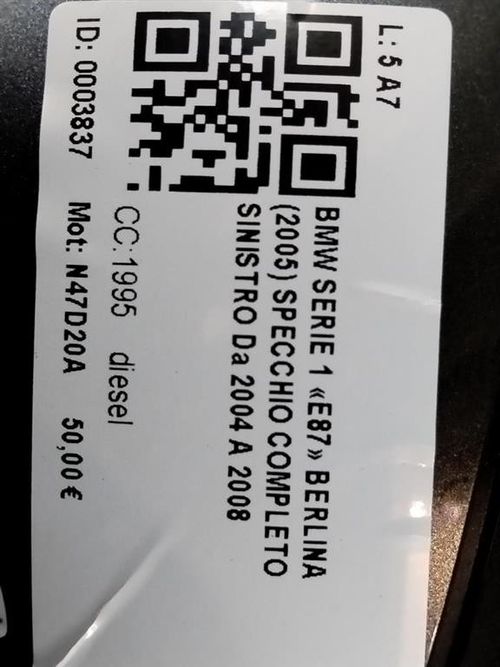 L: 5 A7
BMW SERIE 1 «E87» BERLINA
(2005) SPECCHIO COMPLETO
SINISTRO Da 2004 A 2008
CC:1995 diesel
ID: 0003837 Mot: N47D20A 50,00 €